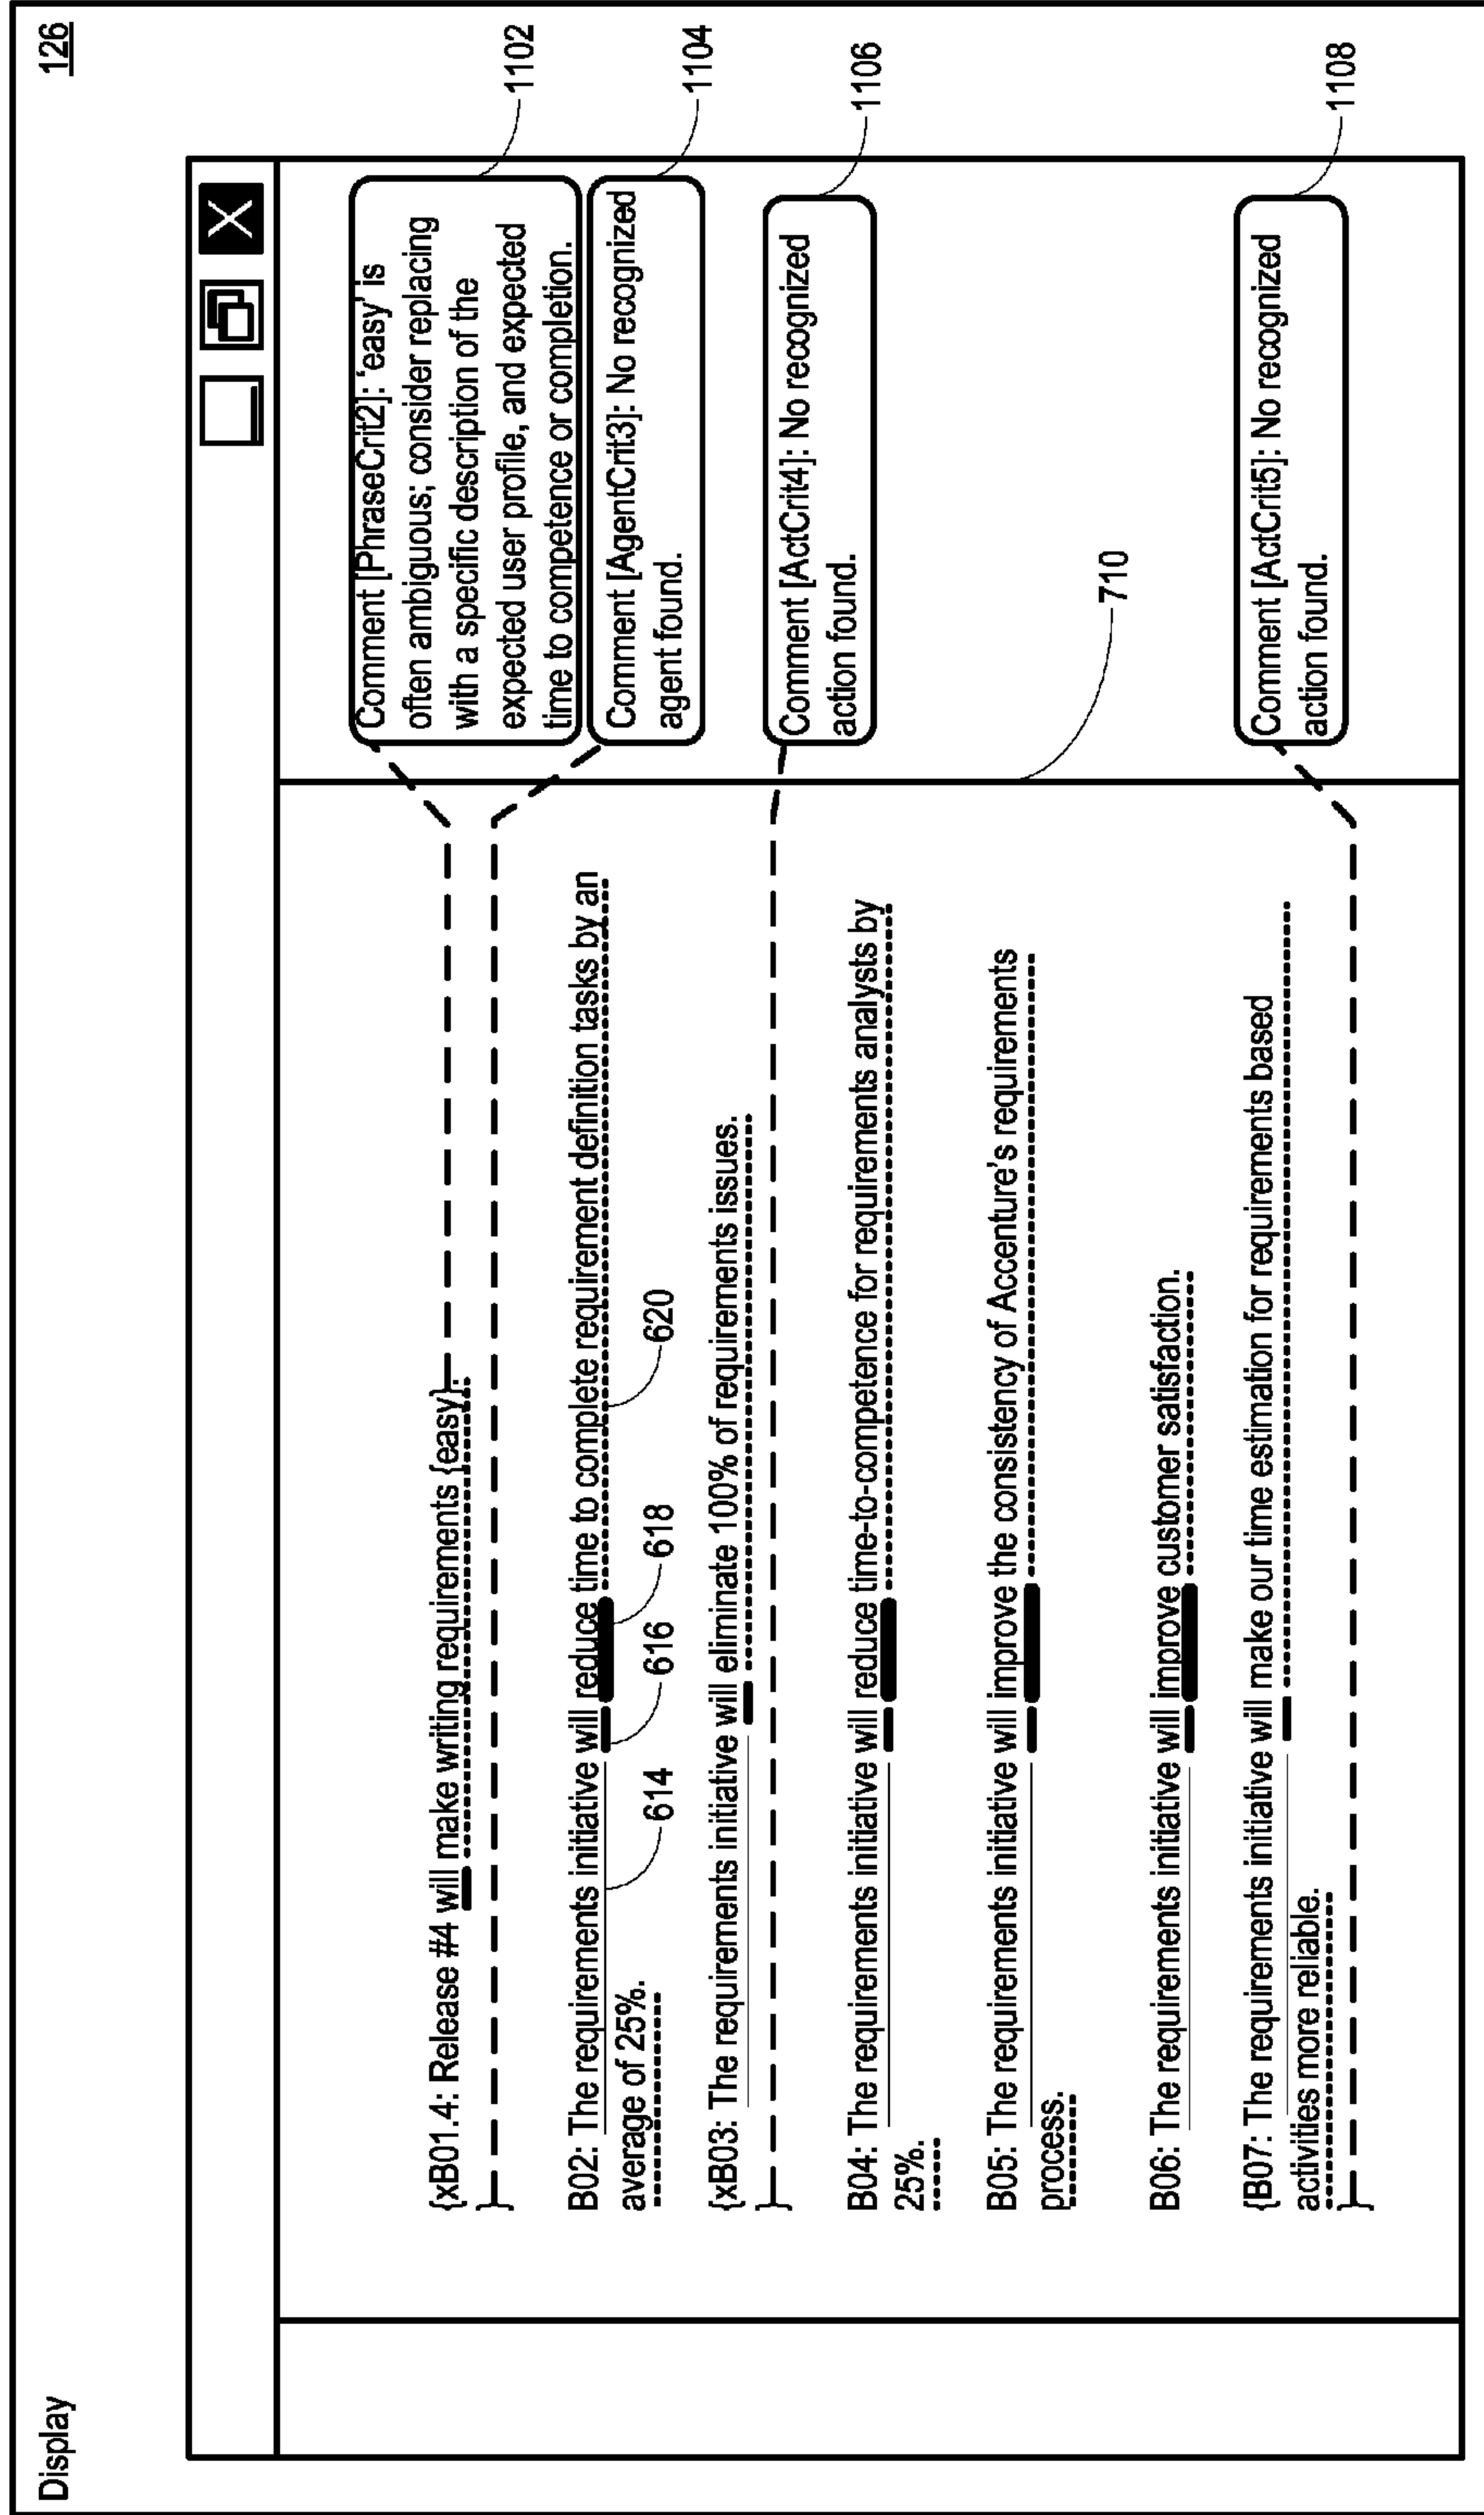 Display
126
{xB01.4: Release #4 will make writing requirements {easy}.
}
B02: The requirements initiative will reduce time to complete requirement definition tasks by an
average of 25%.
614
616
618
620
{xB03: The requirements initiative will eliminate 100% of requirements issues.
}
B04: The requirements initiative will reduce time-to-competence for requirements analysts by
25%.
B05: The requirements initiative will improve the consistency of Accenture's requirements
process.
B06: The requirements initiative will improve customer satisfaction.
{B07: The requirements initiative will make our time estimation for requirements based
activities more reliable.
}
Comment [PhraseCrit2]: 'easy' is
often ambiguous; consider replacing
with a specific description of the
expected user profile, and expected
time to competence or completion.
1102
Comment [AgentCrit3]: No recognized
agent found.
1104
Comment [ActCrit4]: No recognized
action found.
1106
710
Comment [ActCrit5]: No recognized
action found.
1108